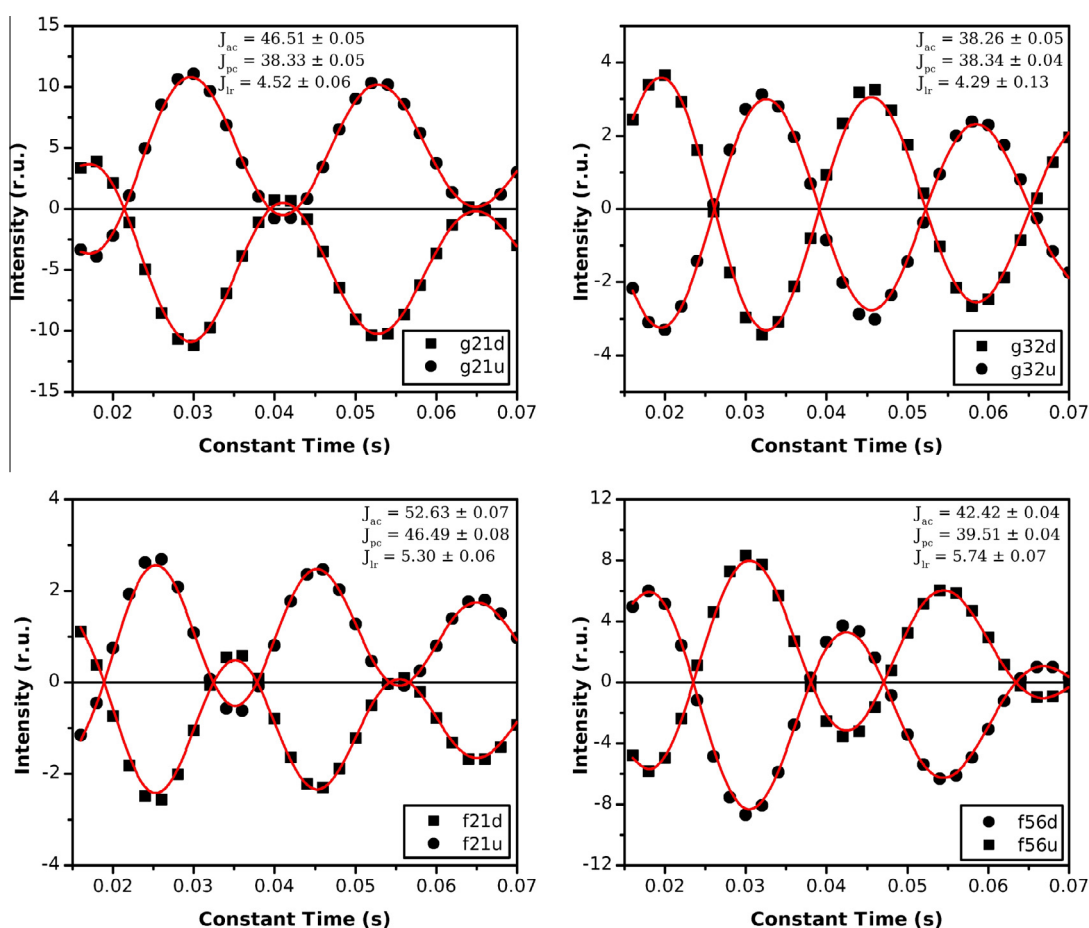 J_ac = 46.51 ± 0.05
J_pc = 38.33 ± 0.05
J_lr = 4.52 ± 0.06
15
10
5
0
-5
-10
-15
Intensity (r.u.)
g21d
g21u
0.02 0.03 0.04 0.05 0.06 0.07
Constant Time (s)
J_ac = 38.26 ± 0.05
J_pc = 38.34 ± 0.04
J_lr = 4.29 ± 0.13
4
2
0
-2
-4
Intensity (r.u.)
g32d
g32u
0.02 0.03 0.04 0.05 0.06 0.07
Constant Time (s)
J_ac = 52.63 ± 0.07
J_pc = 46.49 ± 0.08
J_lr = 5.30 ± 0.06
4
2
0
-2
-4
Intensity (r.u.)
f21d
f21u
0.02 0.03 0.04 0.05 0.06 0.07
Constant Time (s)
J_ac = 42.42 ± 0.04
J_pc = 39.51 ± 0.04
J_lr = 5.74 ± 0.07
12
8
4
0
-4
-8
-12
Intensity (r.u.)
f56d
f56u
0.02 0.03 0.04 0.05 0.06 0.07
Constant Time (s)